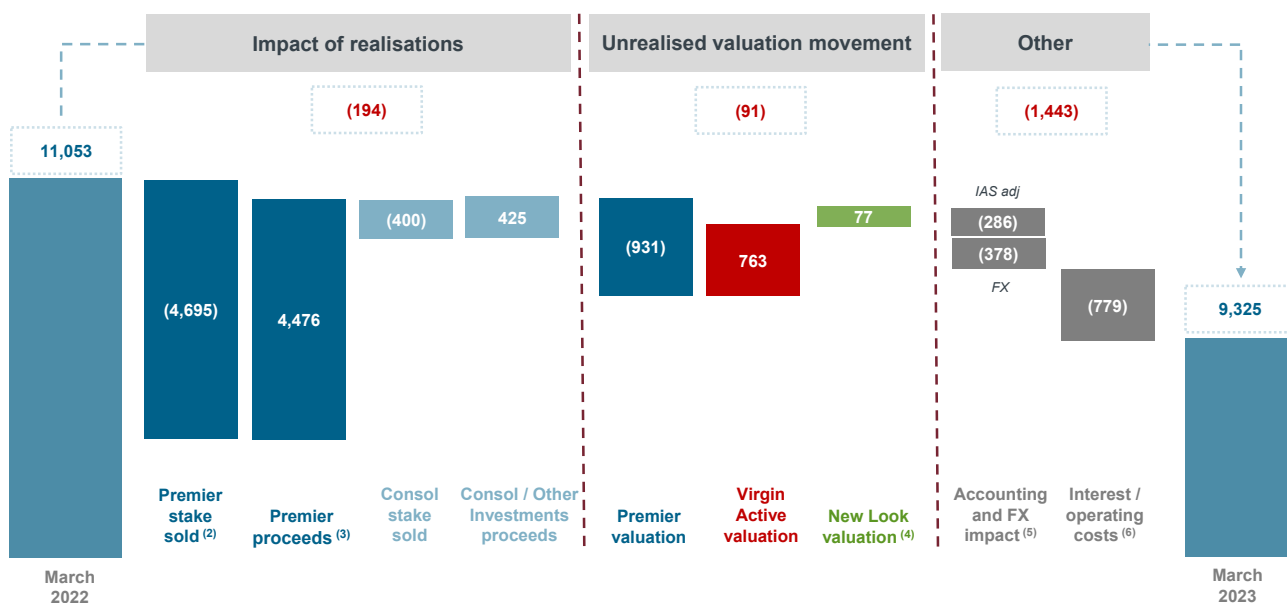 Impact of realisations
Unrealised valuation movement
Other
(194)
(91)
(1,443)
11,053
(4,695)
4,476
(400)
425
(931)
763
77
IAS adj
(286)
(378)
FX
(779)
9,325
Premier
stake
sold (2)
Premier
proceeds (3)
Consol
stake
sold
Consol / Other
Investments
proceeds
Premier
valuation
Virgin
Active
valuation
New Look
valuation (4)
Accounting
and FX
impact (5)
Interest /
operating
costs (6)
March
2022
March
2023